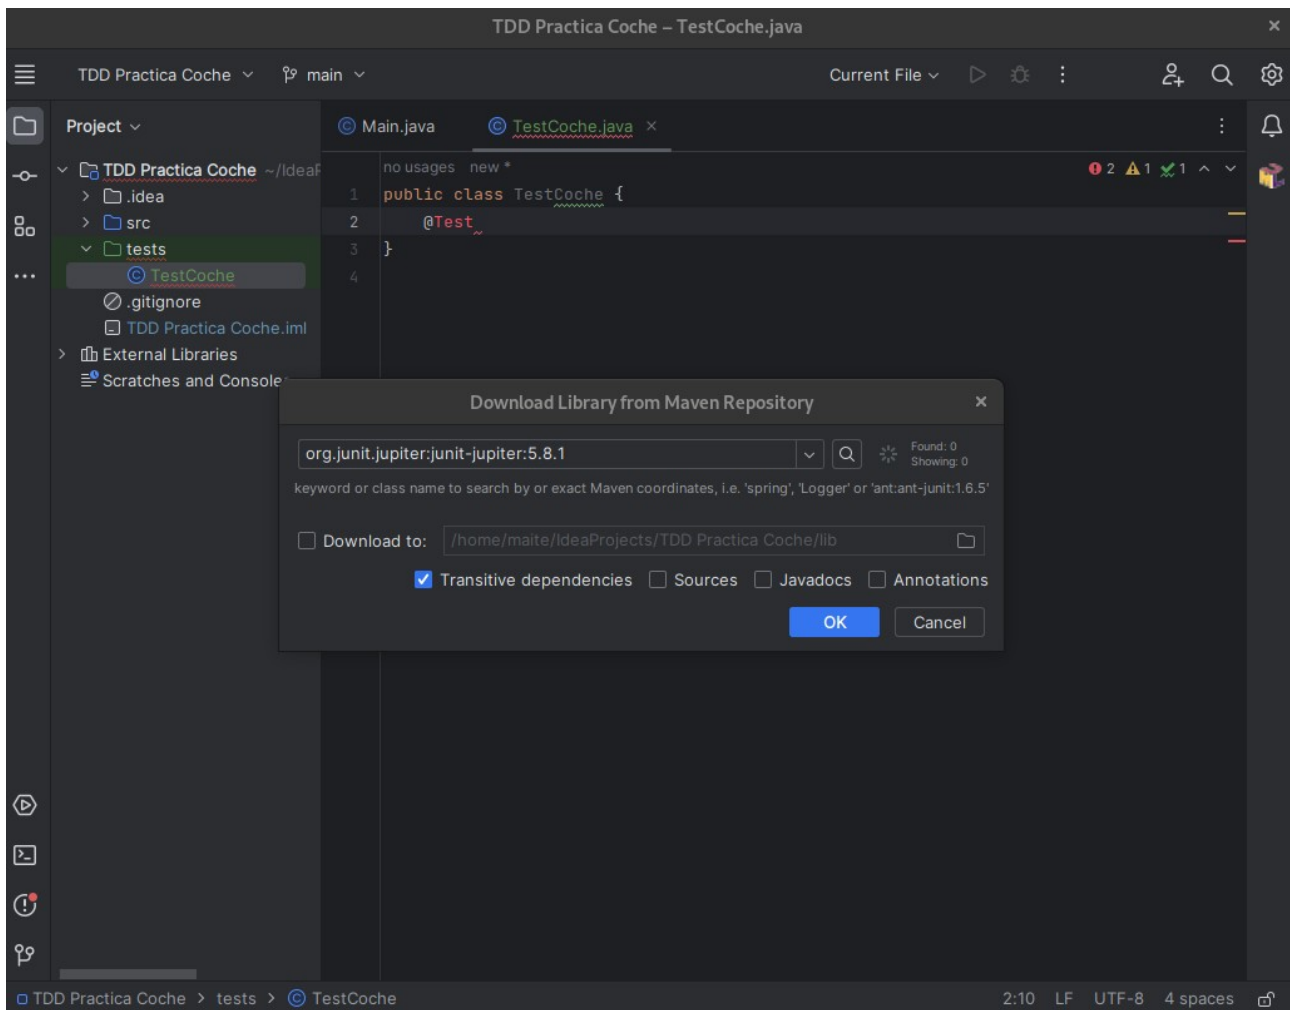 TDD Practica Coche – TestCoche.java
TDD Practica Coche
main
Current File
Project
Main.java
TestCoche.java
TDD Practica Coche ~/IdeaP
.idea
src
tests
TestCoche
.gitignore
TDD Practica Coche.iml
External Libraries
Scratches and Console
no usages new *
2 1 1
1 public class TestCoche {
2 @Test
3 }
4
Download Library from Maven Repository
org.junit.jupiter:junit-jupiter:5.8.1
Found: 0
Showing: 0
keyword or class name to search by or exact Maven coordinates, i.e. 'spring', 'Logger' or 'ant:ant-junit:1.6.5'
Download to: /home/maite/IdeaProjects/TDD Practica Coche/lib
Transitive dependencies Sources Javadocs Annotations
OK Cancel
TDD Practica Coche > tests > TestCoche
2:10 LF UTF-8 4 spaces